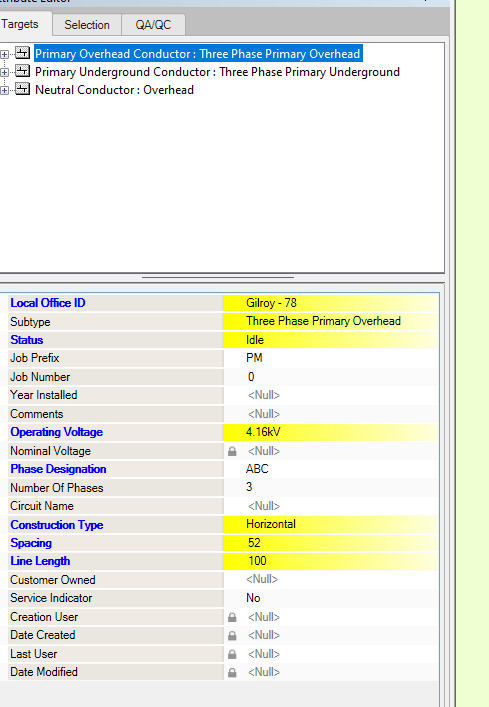 Attribute Editor
Targets Selection QA/QC
Primary Overhead Conductor : Three Phase Primary Overhead
Primary Underground Conductor : Three Phase Primary Underground
Neutral Conductor : Overhead
Local Office ID Gilroy - 78
Subtype Three Phase Primary Overhead
Status Idle
Job Prefix PM
Job Number 0
Year Installed <Null>
Comments <Null>
Operating Voltage 4.16kV
Nominal Voltage <Null>
Phase Designation ABC
Number Of Phases 3
Circuit Name <Null>
Construction Type Horizontal
Spacing 52
Line Length 100
Customer Owned <Null>
Service Indicator No
Creation User <Null>
Date Created <Null>
Last User <Null>
Date Modified <Null>